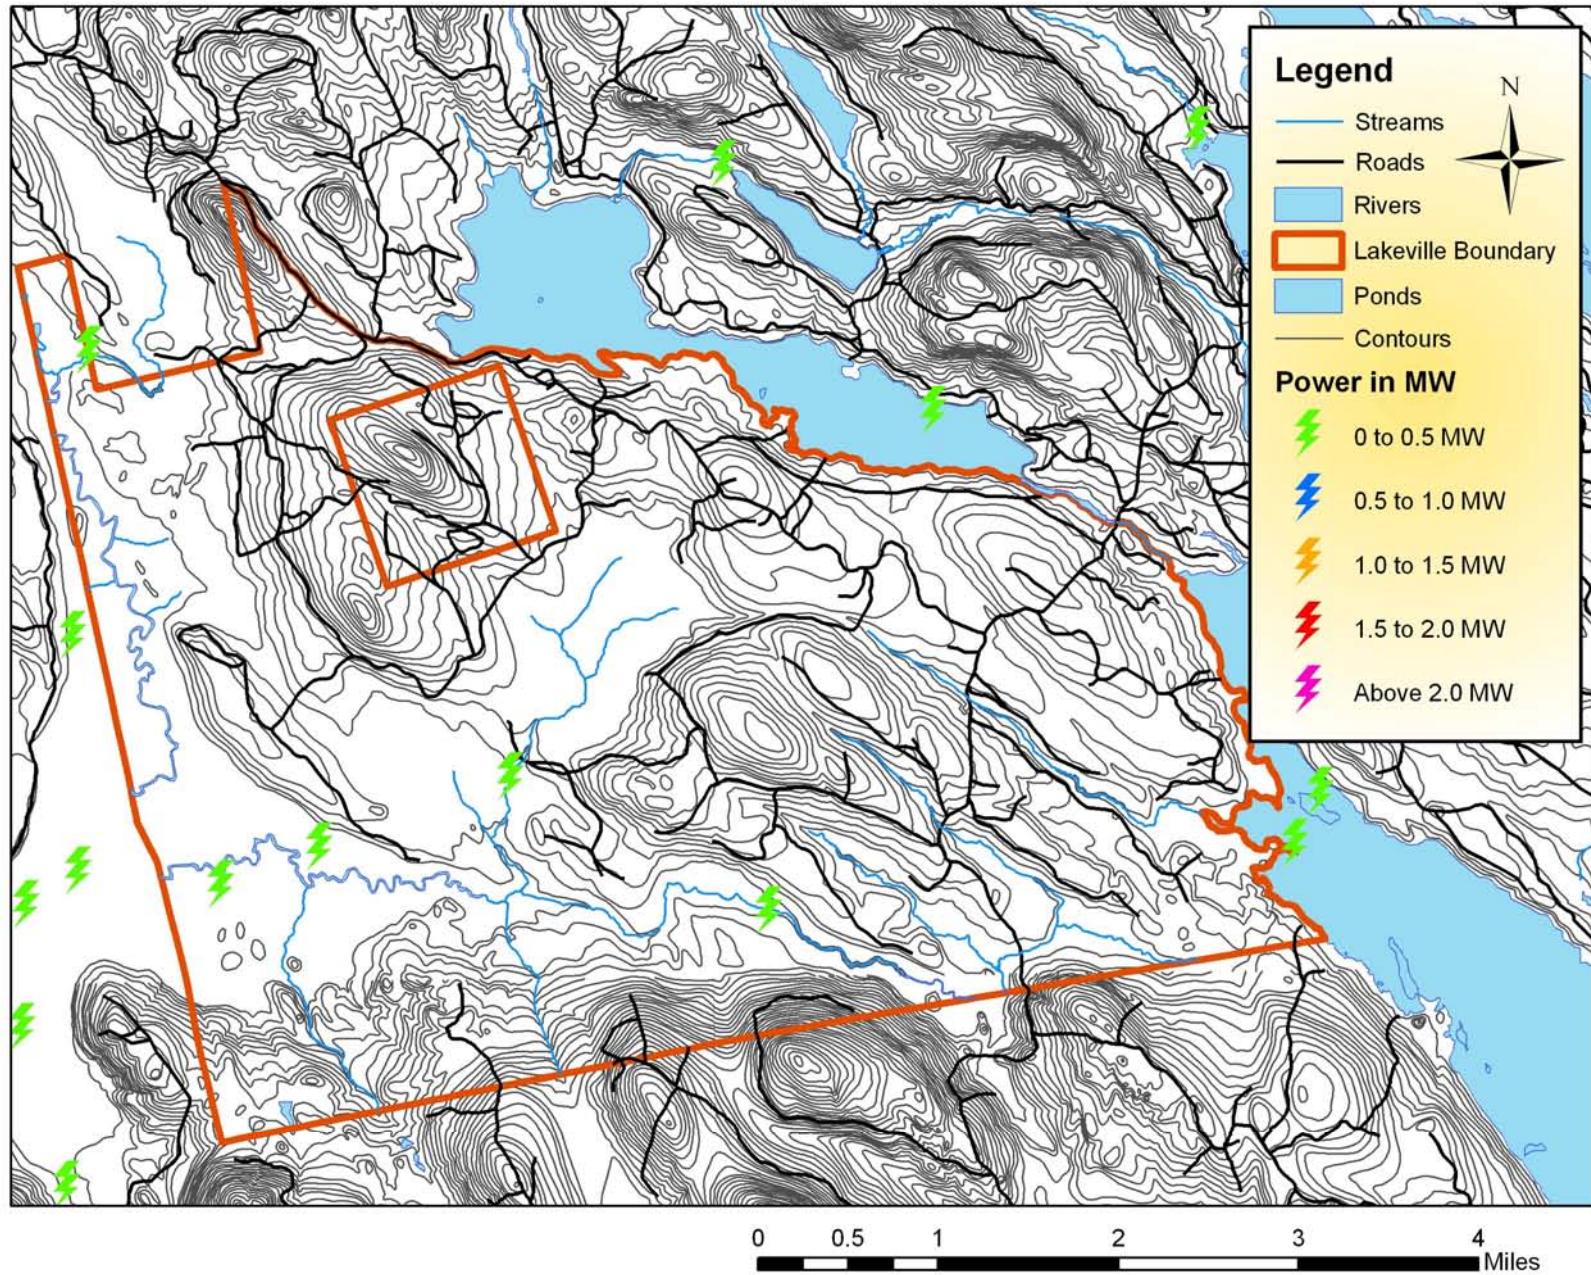 Legend
N
Streams
Roads
Rivers
Lakeville Boundary
Ponds
Contours
Power in MW
0 to 0.5 MW
0.5 to 1.0 MW
1.0 to 1.5 MW
1.5 to 2.0 MW
Above 2.0 MW
0 0.5 1 2 3 4
Miles